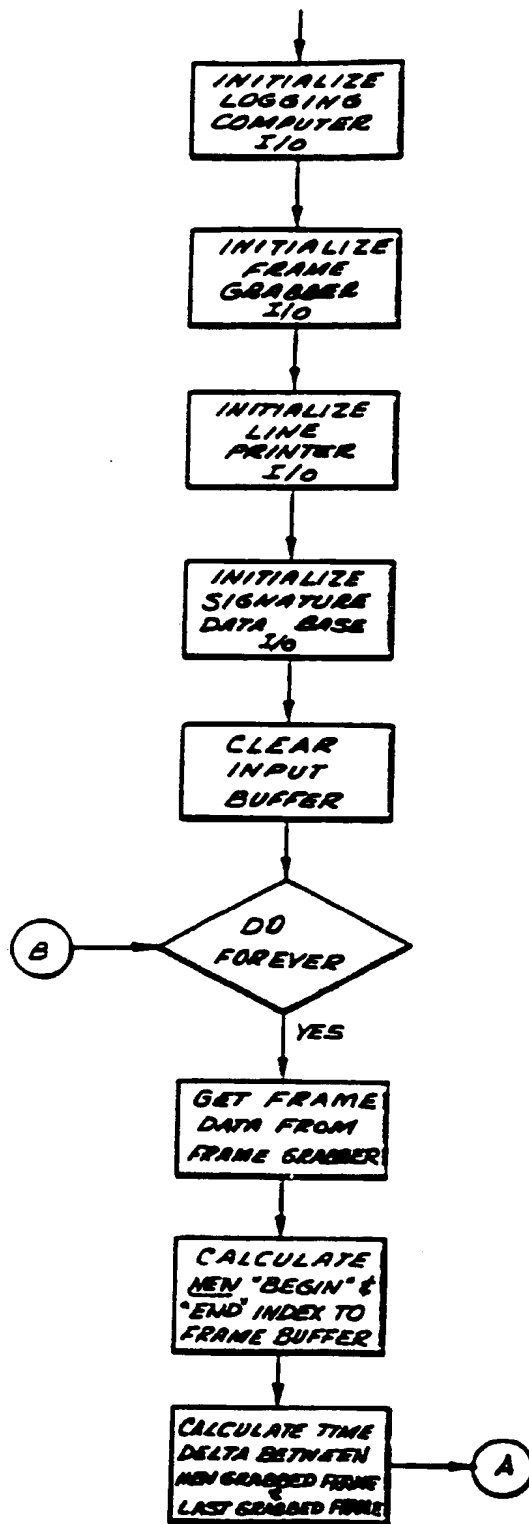 INITIALIZE
LOGGING
COMPUTER
I/O
INITIALIZE
FRAME
GRABBER
I/O
INITIALIZE
LINE
PRINTER
I/O
INITIALIZE
SIGNATURE
DATA BASE
I/O
CLEAR
INPUT
BUFFER
DO
FOREVER
B
YES
GET FRAME
DATA FROM
FRAME GRABBER
CALCULATE
NEW "BEGIN" &
"END" INDEX TO
FRAME BUFFER
CALCULATE TIME
DELTA BETWEEN
NEW GRABBED FRAME
&
LAST GRABBED FRAME
A